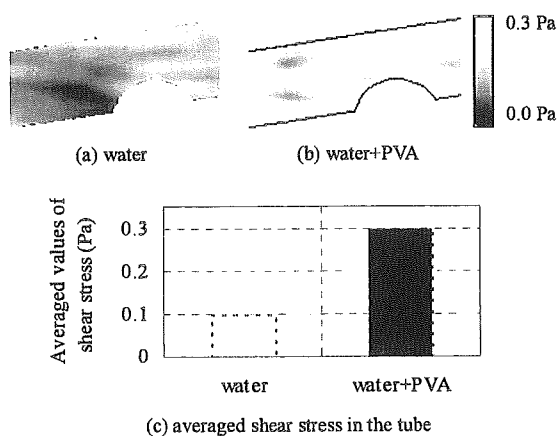 0.3 Pa
0.0 Pa
(a) water
(b) water+PVA
Averaged values of
shear stress (Pa)
0.3
0.2
0.1
0
water
water+PVA
(c) averaged shear stress in the tube